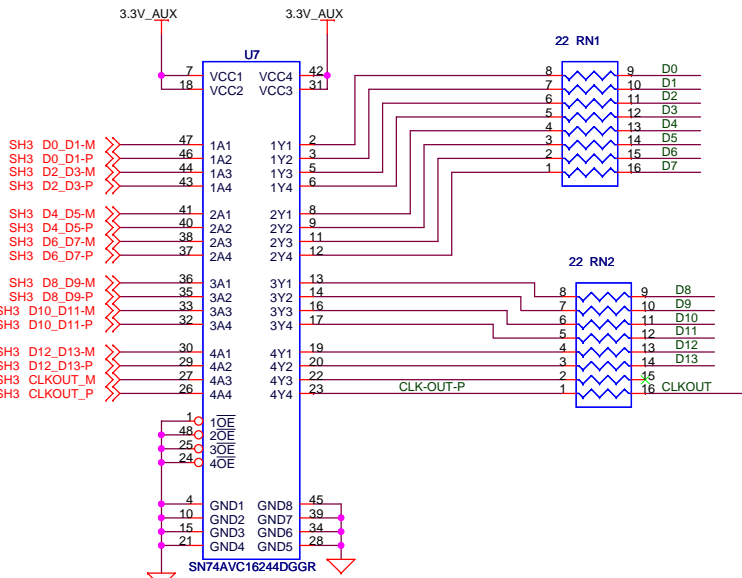 3.3V_AUX 3.3V_AUX
22 RN1
U7
7 VCC1 VCC4 42
18 VCC2 VCC3 31
8 9 D0
7 10 D1
6 11 D2
5 12 D3
4 13 D4
3 14 D5
2 15 D6
1 16 D7
SH3 D0_D1-M 47 1A1 1Y1 2
SH3 D0_D1-P 46 1A2 1Y2 3
SH3 D2_D3-M 44 1A3 1Y3 5
SH3 D2_D3-P 43 1A4 1Y4 6
SH3 D4_D5-M 41 2A1 2Y1 8
SH3 D4_D5-P 40 2A2 2Y2 9
SH3 D6_D7-M 38 2A3 2Y3 11
SH3 D6_D7-P 37 2A4 2Y4 12
22 RN2
SH3 D8_D9-M 36 3A1 3Y1 13
SH3 D8_D9-P 35 3A2 3Y2 14
SH3 D10_D11-M 33 3A3 3Y3 16
SH3 D10_D11-P 32 3A4 3Y4 17
8 9 D8
7 10 D9
6 11 D10
5 12 D11
SH3 D12_D13-M 30 4A1 4Y1 19 4 13 D12
SH3 D12_D13-P 29 4A2 4Y2 20 3 14 D13
SH3 CLKOUT_M 27 4A3 4Y3 22 2 15
SH3 CLKOUT_P 26 4A4 4Y4 23 CLK-OUT-P 1 16 CLKOUT
1 1OE
48 2OE
25 3OE
24 4OE
4 GND1 GND8 45
10 GND2 GND7 39
15 GND3 GND6 34
21 GND4 GND5 28
SN74AVC16244DGGR